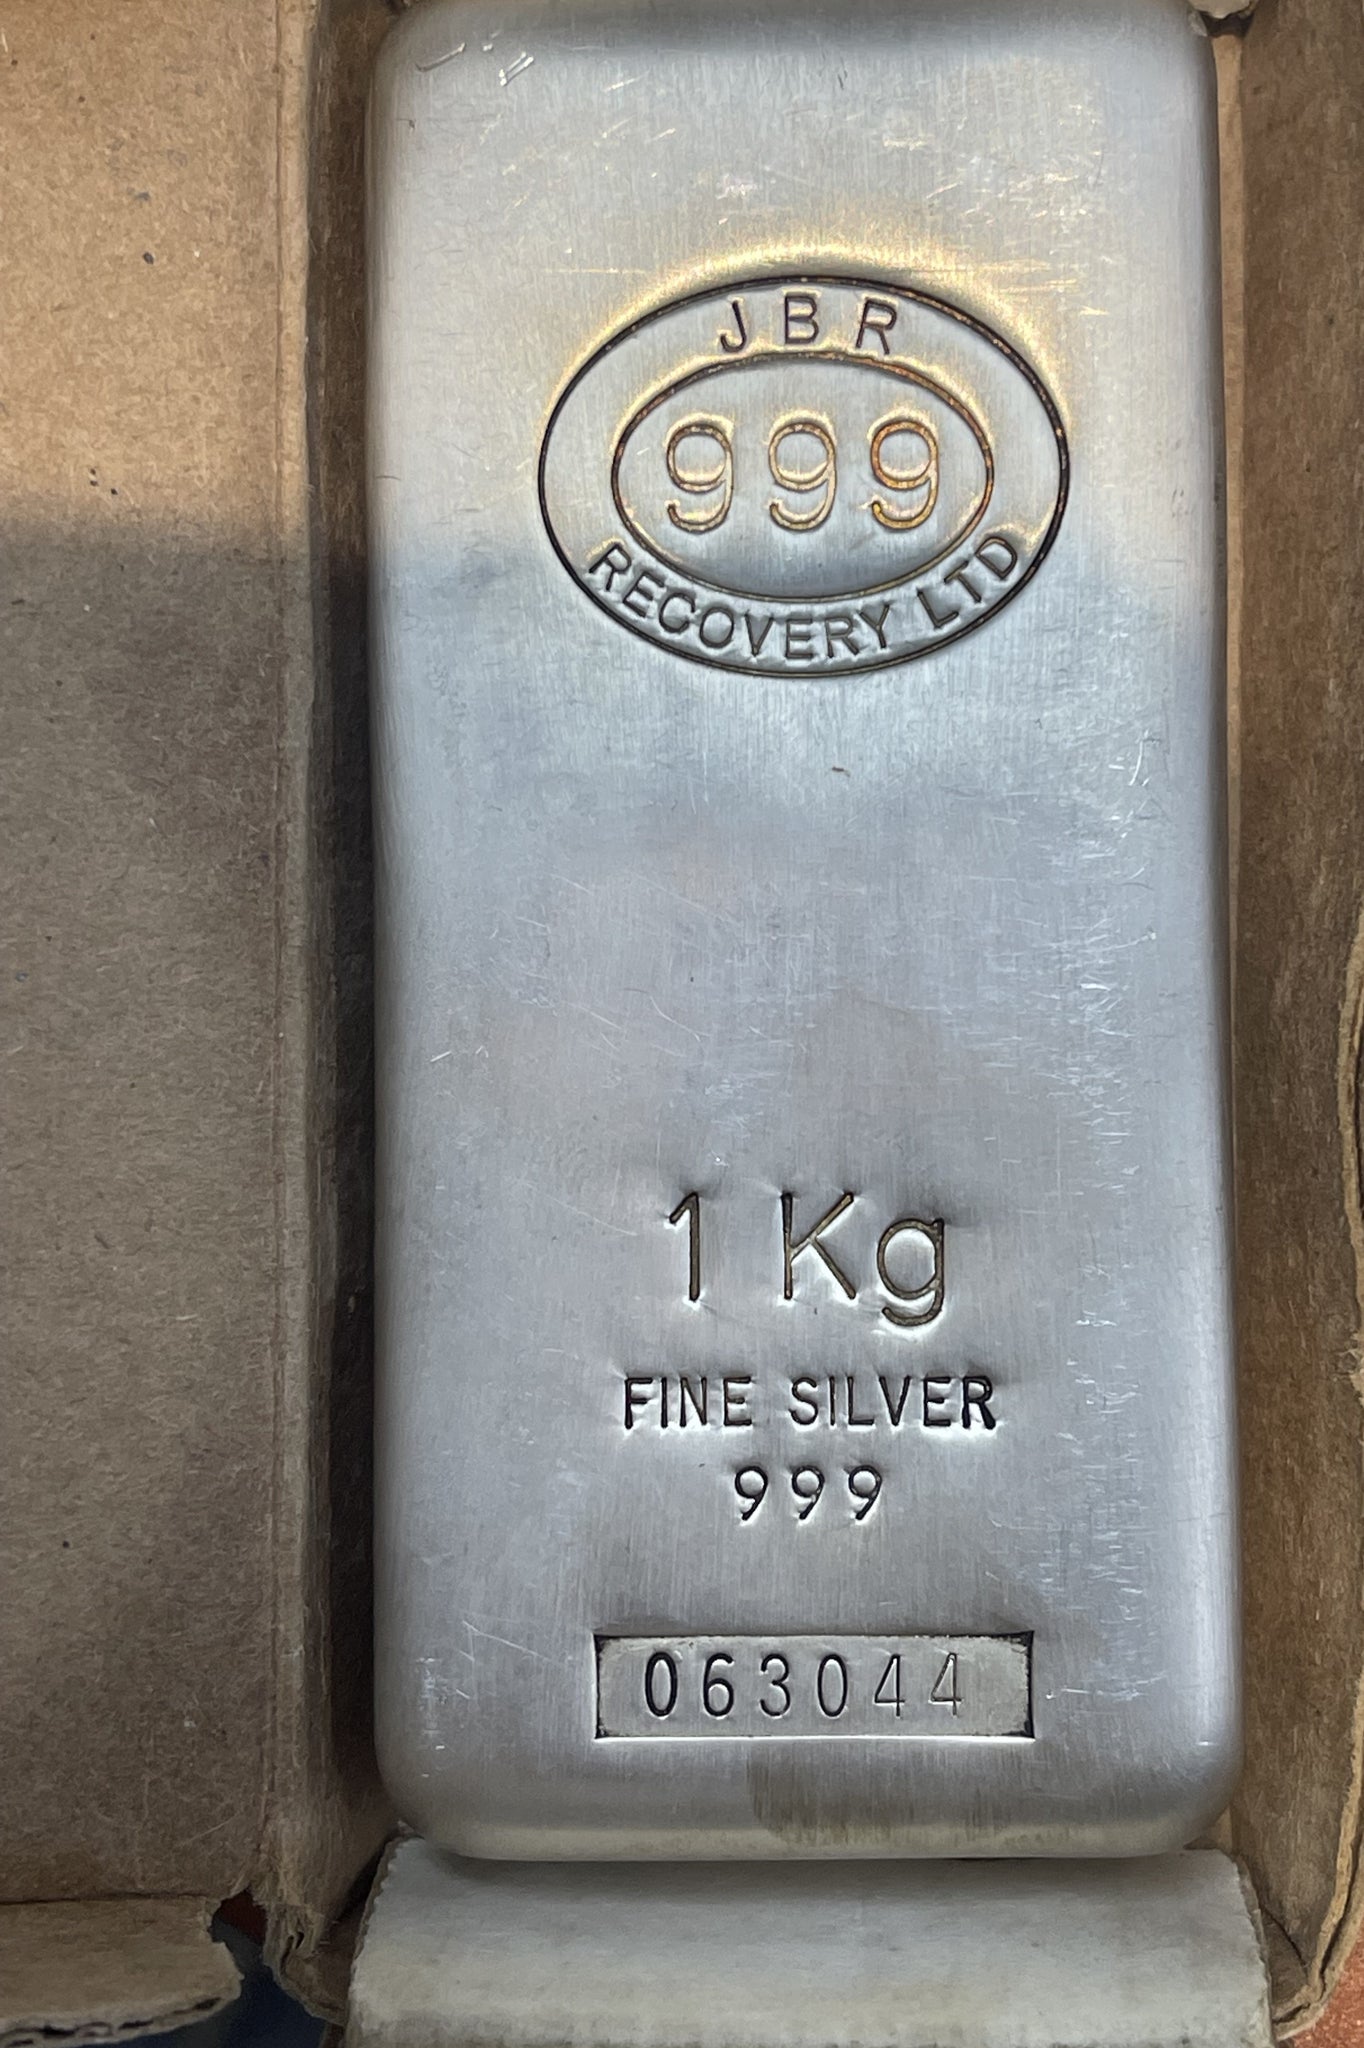 JBR
999
RECOVERY LTD
1 Kg
FINE SILVER
999
063044